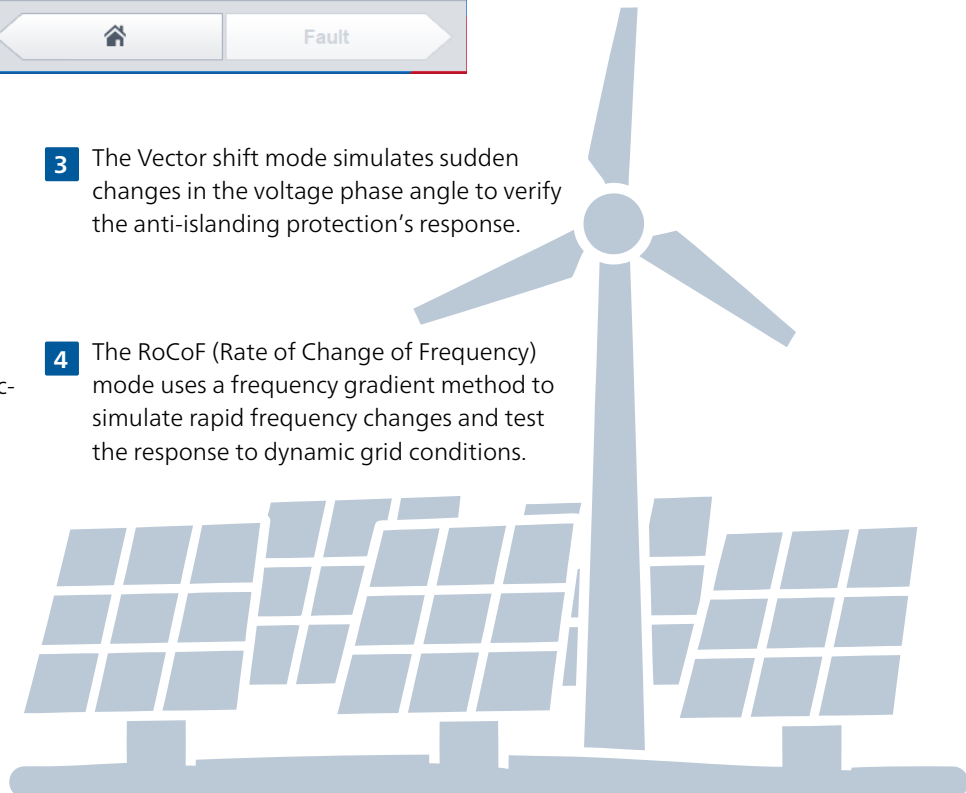 Fault
3 The Vector shift mode simulates sudden
changes in the voltage phase angle to verify
the anti-islanding protection’s response.
4 The RoCoF (Rate of Change of Frequency)
c- mode uses a frequency gradient method to
simulate rapid frequency changes and test
the response to dynamic grid conditions.